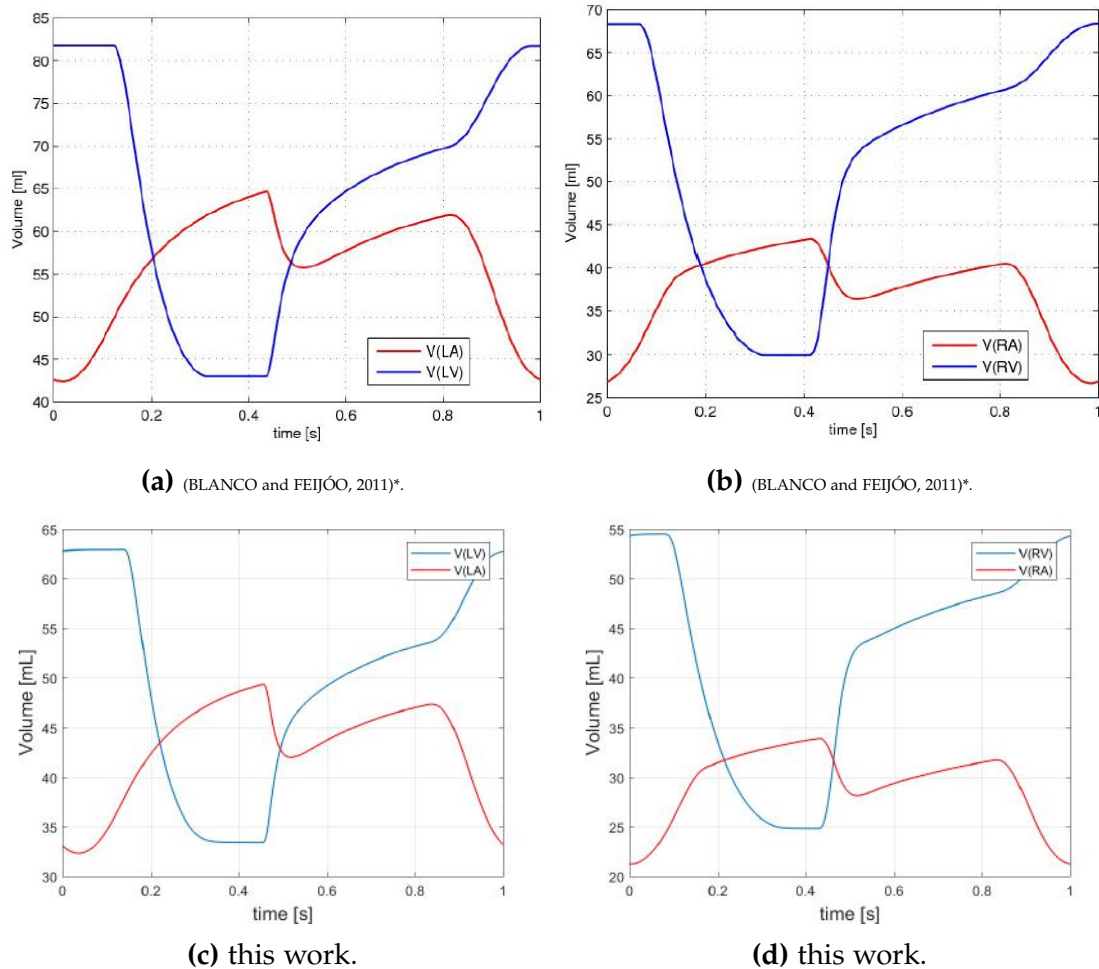 85
80
75
70
65
60
55
50
45
40
Volume [ml]
0 0.2 0.4 0.6 0.8 1
time [s]
V(LA)
V(LV)
(a) (BLANCO and FEIJÓO, 2011)*.
70
65
60
55
50
45
40
35
30
25
Volume [ml]
0 0.2 0.4 0.6 0.8 1
time [s]
V(RA)
V(RV)
(b) (BLANCO and FEIJÓO, 2011)*.
65
60
55
50
45
40
35
30
Volume [mL]
0 0.2 0.4 0.6 0.8 1
time [s]
V(LV)
V(LA)
(c) this work.
55
50
45
40
35
30
25
20
Volume [mL]
0 0.2 0.4 0.6 0.8 1
time [s]
V(RV)
V(RA)
(d) this work.